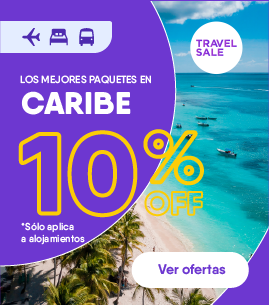 TRAVEL
SALE
LOS MEJORES PAQUETES EN
CARIBE
10%
OFF
*Sólo aplica
a alojamientos
Ver ofertas